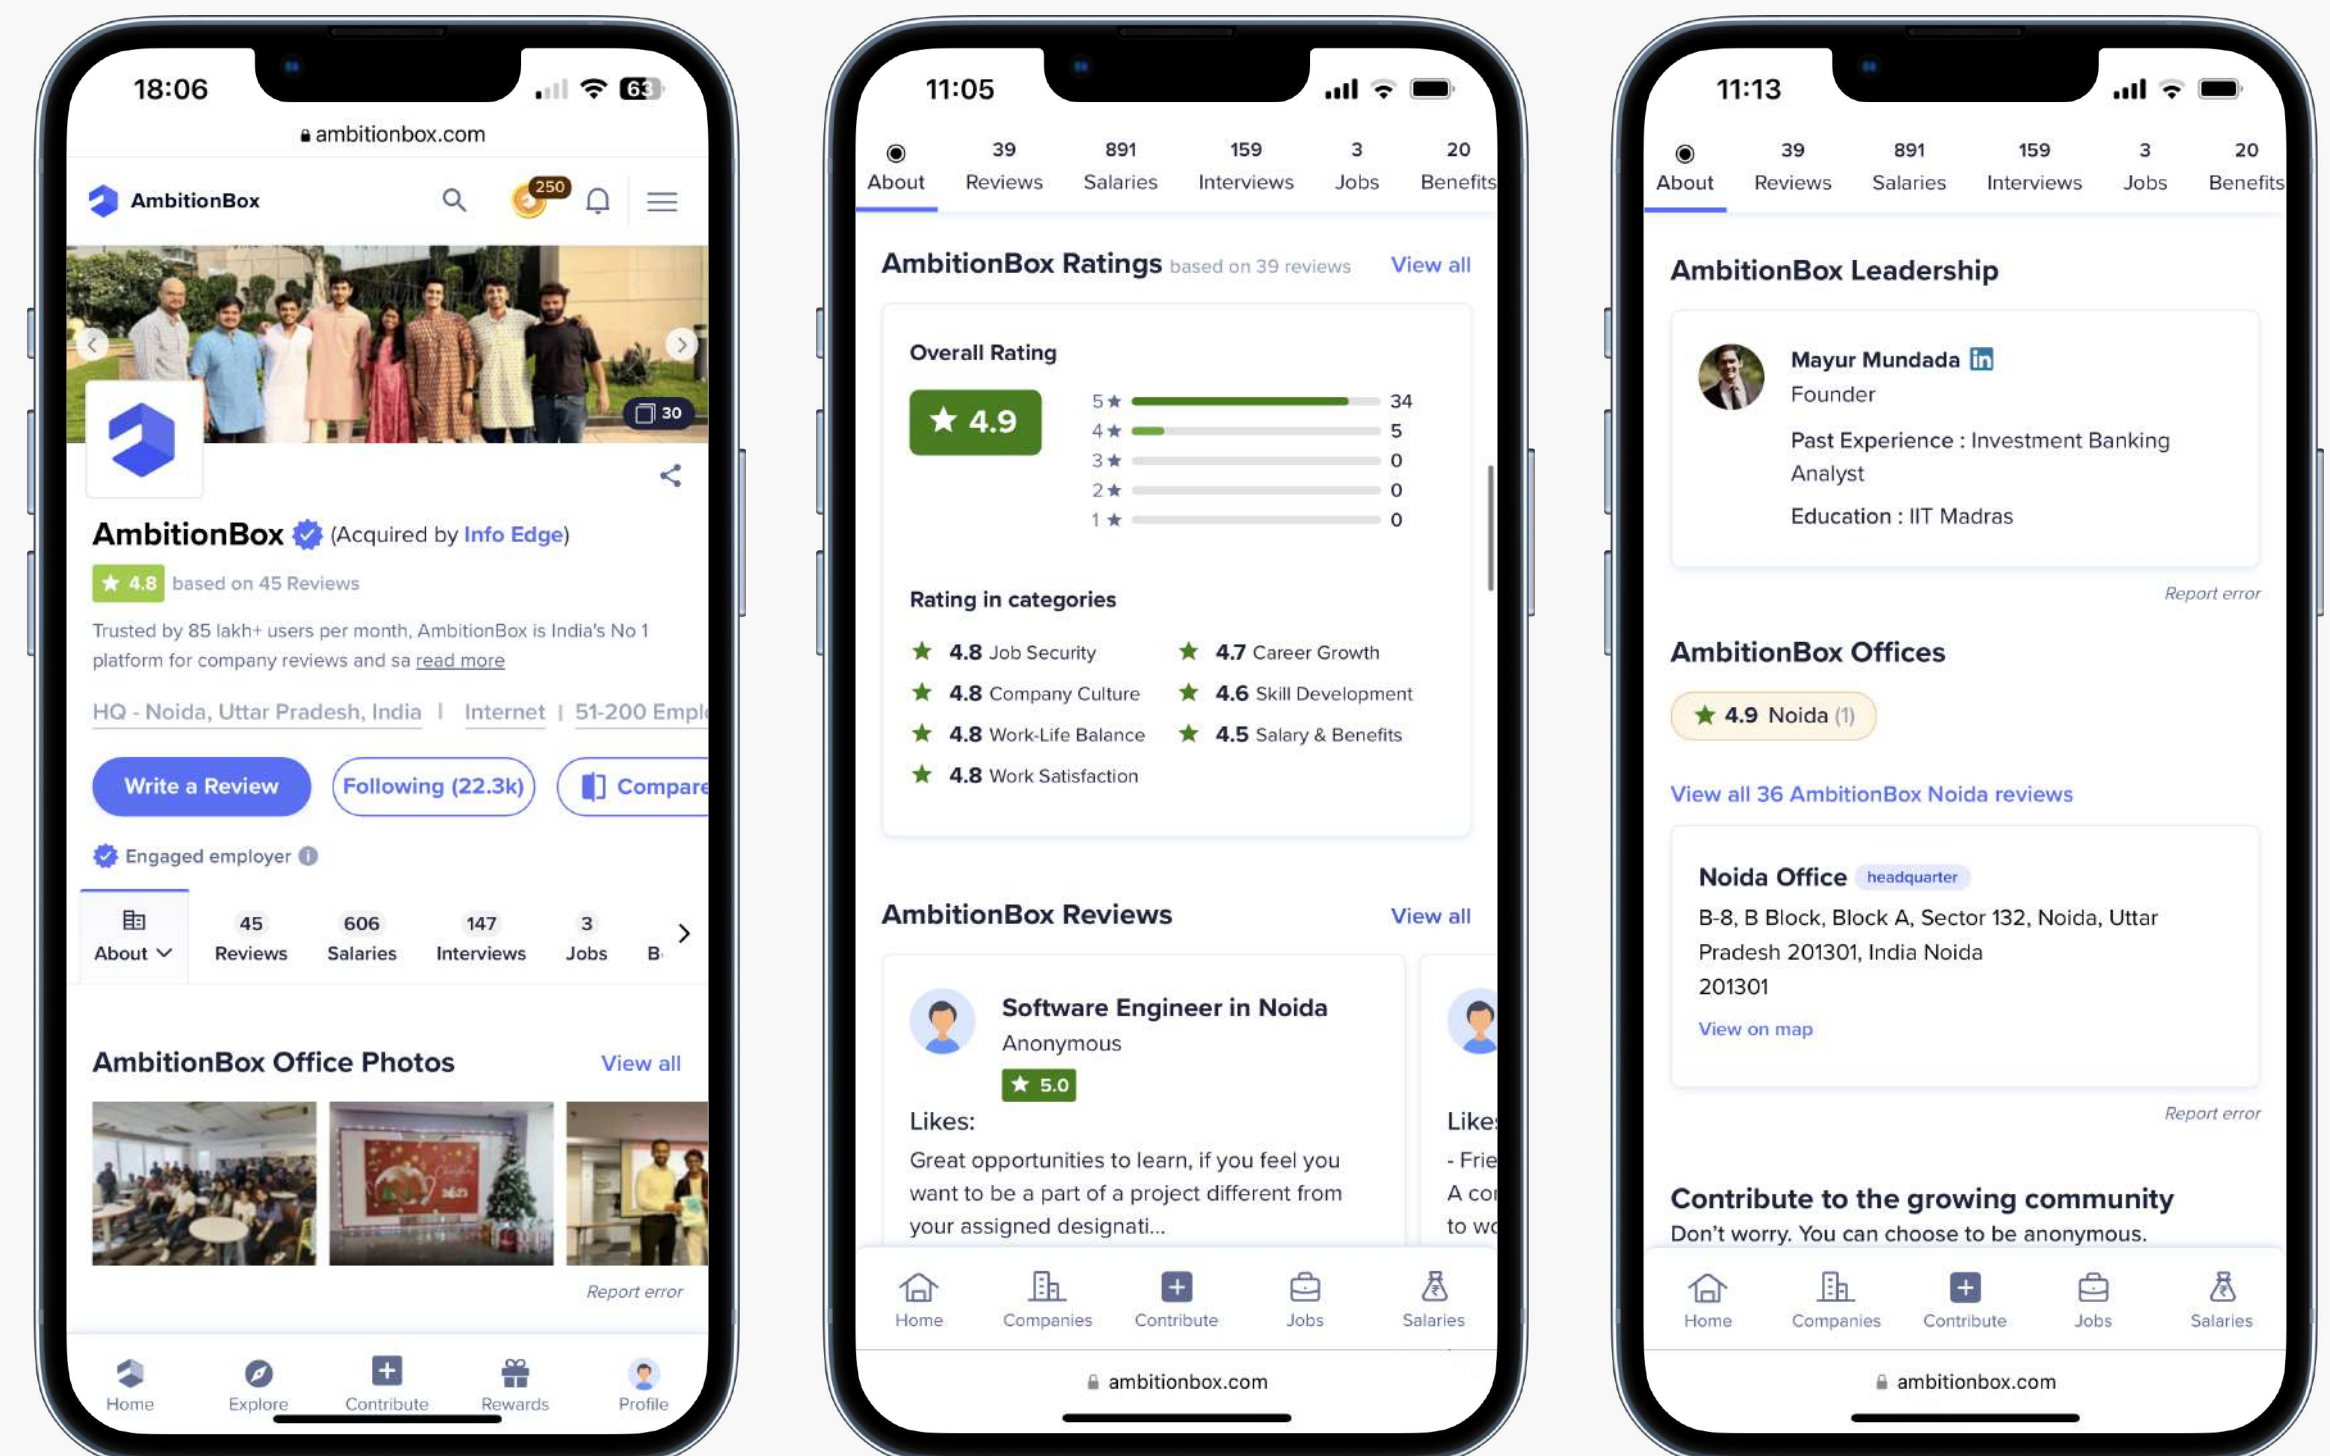 18:06
63
ambitionbox.com
AmbitionBox
250
30
AmbitionBox (Acquired by Info Edge)
4.8 based on 45 Reviews
Trusted by 85 lakh+ users per month, AmbitionBox is India's No 1
platform for company reviews and sa read more
HQ - Noida, Uttar Pradesh, India | Internet | 51-200 Emplo
Write a Review
Following (22.3k)
Compare
Engaged employer
About
45
Reviews
606
Salaries
147
Interviews
3
Jobs
B
AmbitionBox Office Photos
View all
Christmas
2023
Report error
Home
Explore
Contribute
Rewards
Profile
11:05
About
39
Reviews
891
Salaries
159
Interviews
3
Jobs
20
Benefits
AmbitionBox Ratings based on 39 reviews
View all
Overall Rating
4.9
5 34
4 5
3 0
2 0
1 0
Rating in categories
4.8 Job Security
4.7 Career Growth
4.8 Company Culture
4.6 Skill Development
4.8 Work-Life Balance
4.5 Salary & Benefits
4.8 Work Satisfaction
AmbitionBox Reviews
View all
Software Engineer in Noida
Anonymous
5.0
Likes:
Great opportunities to learn, if you feel you
want to be a part of a project different from
your assigned designati...
Likes
- Frie
A co
to wo
Home
Companies
Contribute
Jobs
Salaries
ambitionbox.com
11:13
About
39
Reviews
891
Salaries
159
Interviews
3
Jobs
20
Benefits
AmbitionBox Leadership
Mayur Mundada in
Founder
Past Experience : Investment Banking
Analyst
Education : IIT Madras
Report error
AmbitionBox Offices
4.9 Noida (1)
View all 36 AmbitionBox Noida reviews
Noida Office headquarter
B-8, B Block, Block A, Sector 132, Noida, Uttar
Pradesh 201301, India Noida
201301
View on map
Report error
Contribute to the growing community
Don't worry. You can choose to be anonymous.
Home
Companies
Contribute
Jobs
Salaries
ambitionbox.com